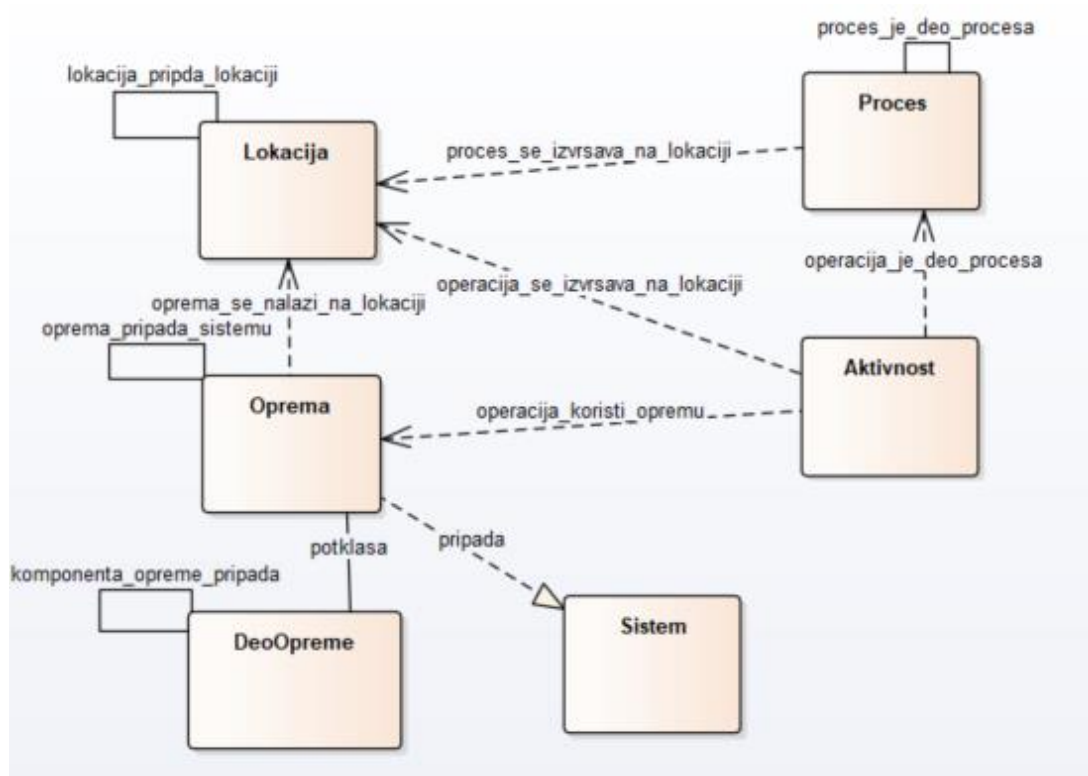 proces_je_deo_procesa
lokacija_pripda_lokaciji
Proces
Lokacija
proces_se_izvrsava_na_lokaciji
operacija_je_deo_procesa
operacija_se_izvrsava_na_lokaciji
oprema_se_nalazi_na_lokaciji
oprema_pripada_sistemu
Aktivnost
Oprema
operacija_koristi_opremu
pripada
potklasa
komponenta_opreme_pripada
Sistem
DeoOpreme